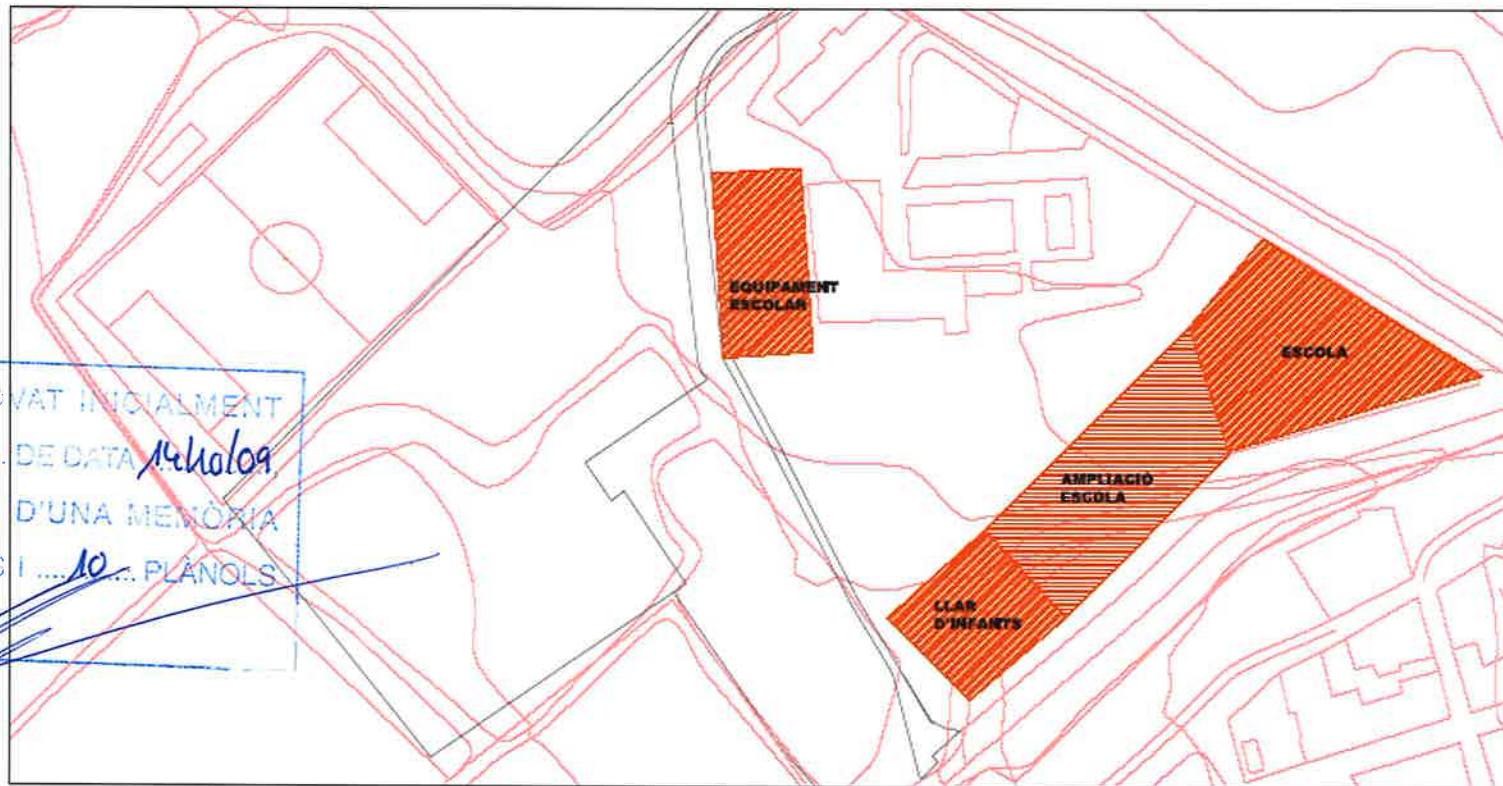 EQUIPAMENT
ESCOLAR
ESCOLA
AMPLIACIÓ
ESCOLA
LLAR
D'INFANTS
VAT INICIALMENT
DE DATA 14/10/09,
D'UNA MEMÒRIA
S I ....10.... PLÀNOLS